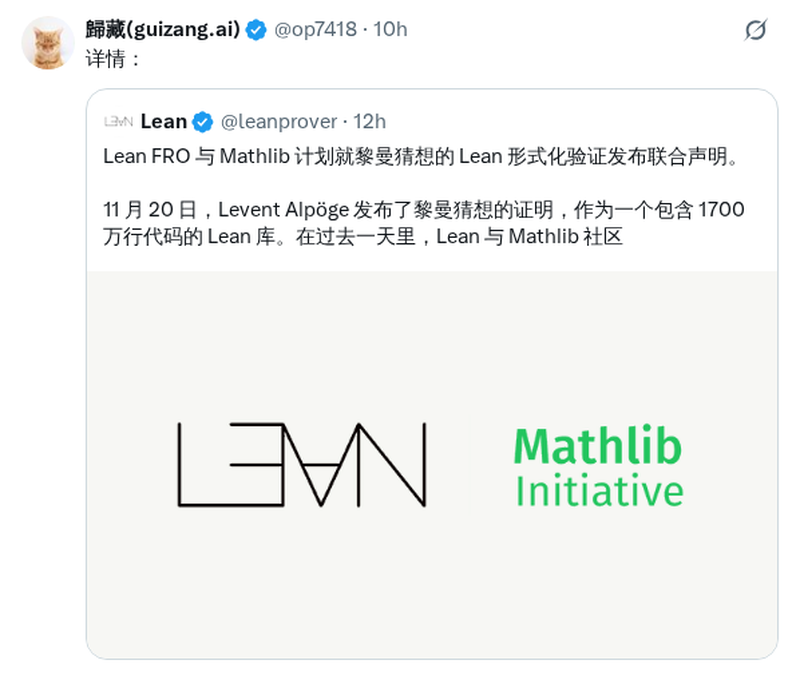 歸藏(guizang.ai) @op7418 · 10h
详情：
LEAN Lean @leanprover · 12h
Lean FRO 与 Mathlib 计划就黎曼猜想的 Lean 形式化验证发布联合声明。
11 月 20 日，Levent Alpöge 发布了黎曼猜想的证明，作为一个包含 1700
万行代码的 Lean 库。在过去一天里，Lean 与 Mathlib 社区
LEAN
Mathlib
Initiative